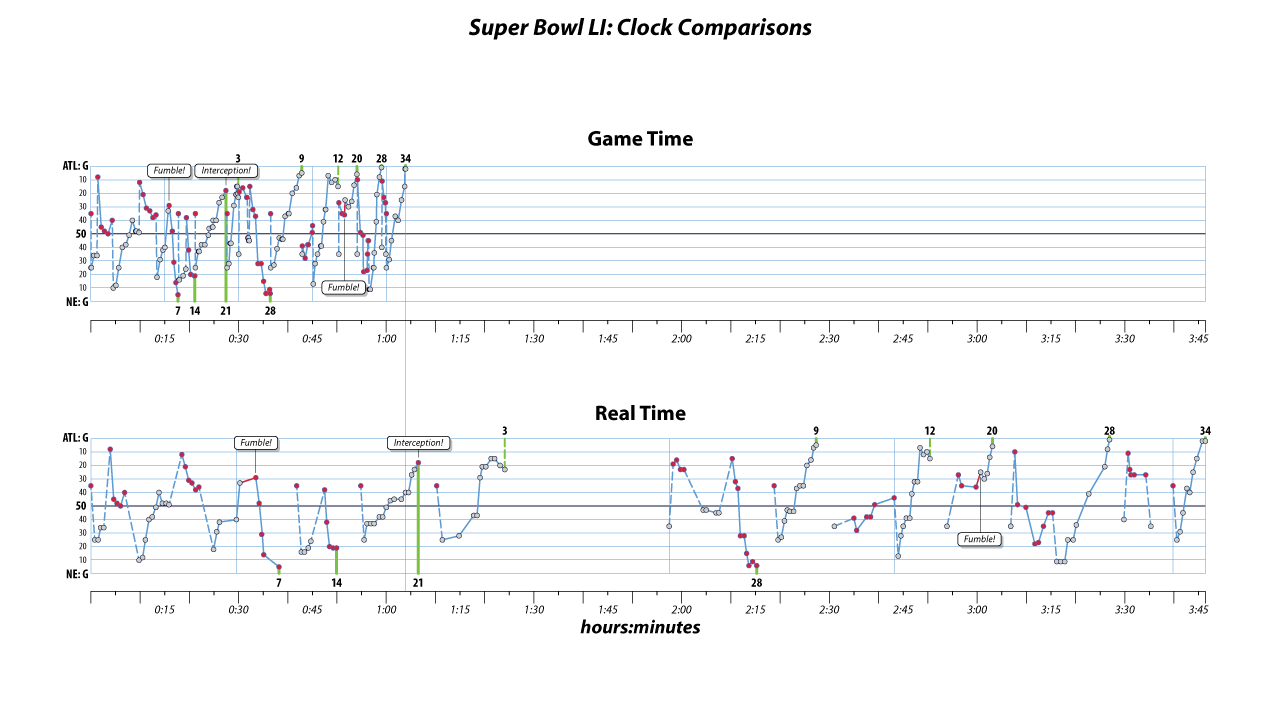 Super Bowl LI: Clock Comparisons
Game Time
3 9 12 20 28 34
ATL: G
Fumble! Interception!
10
20
30
40
50
40
30
20
10
Fumble!
NE: G
7 14 21 28
0:15 0:30 0:45 1:00 1:15 1:30 1:45 2:00 2:15 2:30 2:45 3:00 3:15 3:30 3:45
Real Time
3 9 12 20 28 34
ATL: G
Fumble! Interception!
10
20
30
40
50
40
30
20
10
Fumble!
NE: G
7 14 21 28
0:15 0:30 0:45 1:00 1:15 1:30 1:45 2:00 2:15 2:30 2:45 3:00 3:15 3:30 3:45
hours:minutes